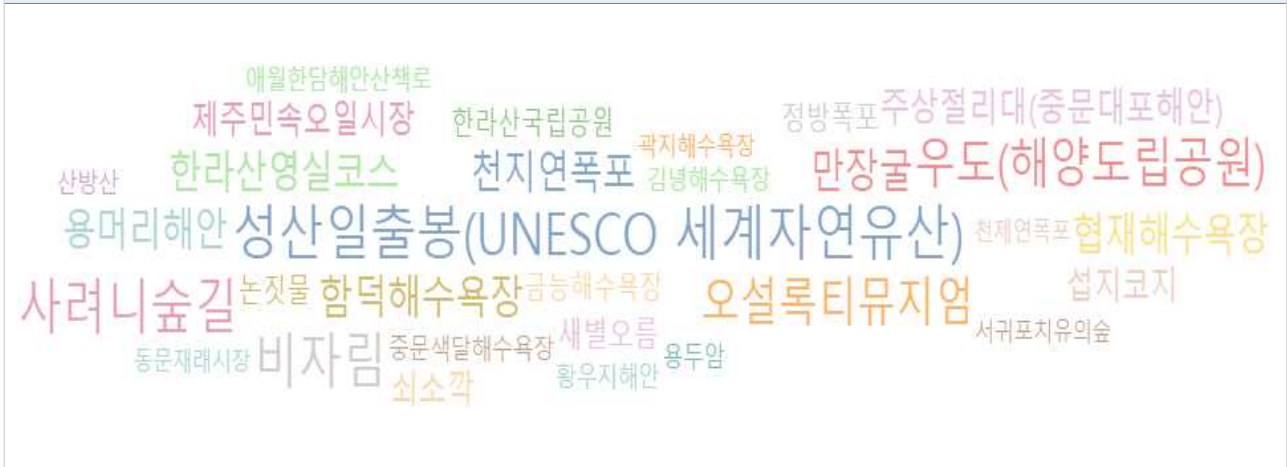 애월한담해안산책로
제주민속오일시장 한라산국립공원 정방폭포 주상절리대(중문대포해안)
산방산 한라산영실코스 천지연폭포 곽지해수욕장 만장굴 우도(해양도립공원)
김녕해수욕장
용머리해안 성산일출봉(UNESCO 세계자연유산) 천제연폭포 협재해수욕장
사려니숲길 논짓물 함덕해수욕장 금능해수욕장 오설록티뮤지엄 섭지코지
동문재래시장 비자림 중문색달해수욕장 새별오름 용두암 서귀포치유의숲
쇠소깍 황우지해안